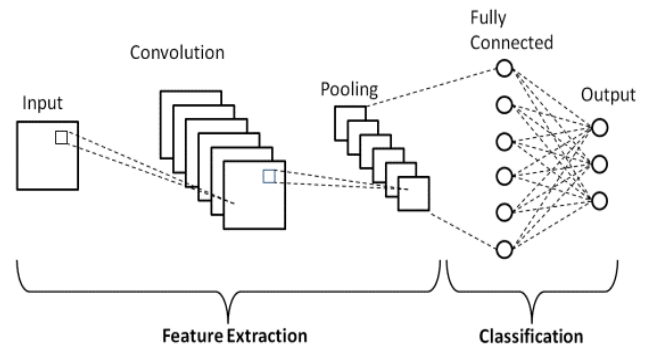 Input
Convolution
Pooling
Fully
Connected
Output
Feature Extraction
Classification